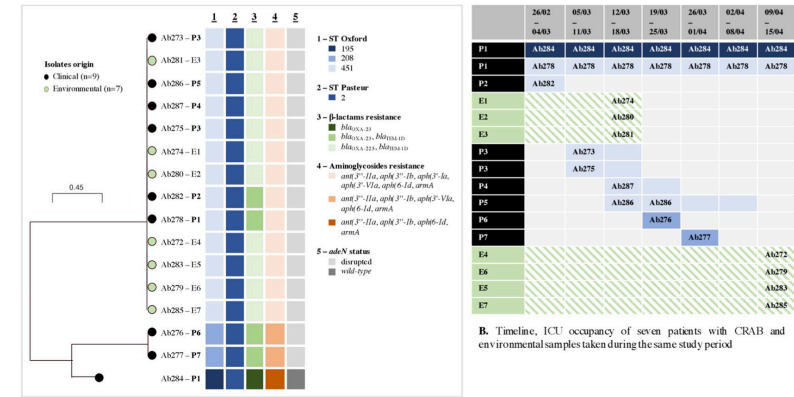 1 2 3 4 5
Isolates origin
Clinical (n=9)
Environmental (n=7)
0.45
Ab273 – P3
Ab281 – E3
Ab286 – P5
Ab287 – P4
Ab275 – P3
Ab274 – E1
Ab280 – E2
Ab282 – P2
Ab278 – P1
Ab272 – E4
Ab283 – E5
Ab279 – E6
Ab285 – E7
Ab276 – P6
Ab277 – P7
Ab284 – P1
1 – ST Oxford
195
208
451
2 – ST Pasteur
2
3 – β-lactams resistance
blaOXA-23
blaOXA-23, blaTEM-1D
blaOXA-223, blaTEM-1D
4 – Aminoglycosides resistance
ant(3'')-IIa, aph(3'')-Ib, aph(3')-Ia,
aph(3')-VIa, aph(6)-Id, armA
ant(3'')-IIa, aph(3'')-Ib, aph(3')-VIa,
aph(6)-Id, armA
ant(3'')-IIa, aph(3'')-Ib, aph(6)-Id,
armA
5 – adeN status
disrupted
wild-type
26/02 – 04/03 05/03 – 11/03 12/03 – 18/03 19/03 – 25/03 26/03 – 01/04 02/04 – 08/04 09/04 – 15/04
P1 Ab284 Ab284 Ab284 Ab284 Ab284 Ab284 Ab284
P1 Ab278 Ab278 Ab278 Ab278 Ab278 Ab278 Ab278
P2 Ab282
E1 Ab274
E2 Ab280
E3 Ab281
P3 Ab273
P3 Ab275
P4 Ab287
P5 Ab286 Ab286
P6 Ab276
P7 Ab277
E4 Ab272
E6 Ab279
E5 Ab283
E7 Ab285
B. Timeline, ICU occupancy of seven patients with CRAB and
environmental samples taken during the same study period